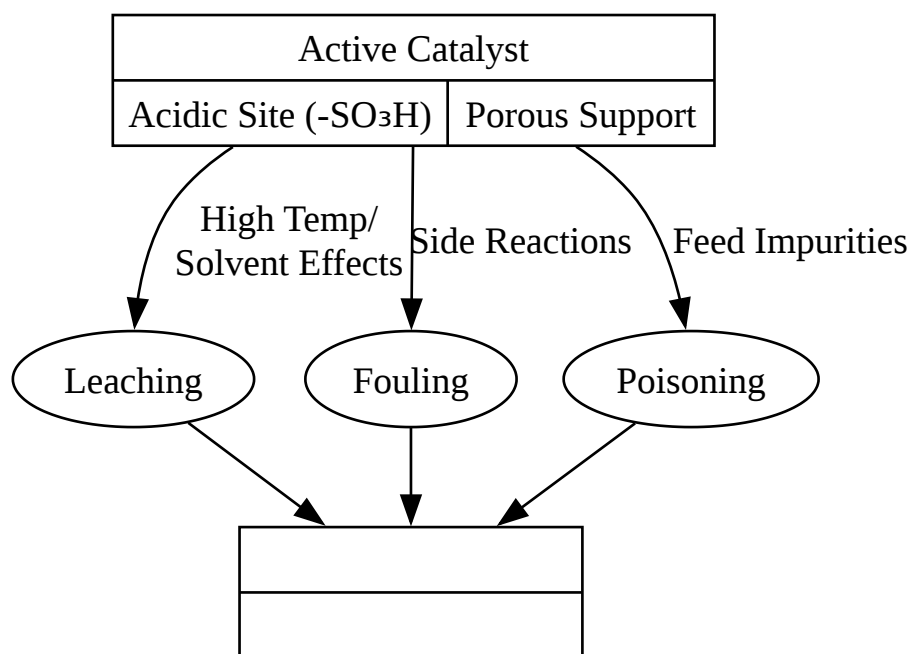 Active Catalyst
Acidic Site (-SO₃H)
Porous Support
High Temp/
Solvent Effects
Side Reactions
Feed Impurities
Leaching
Fouling
Poisoning